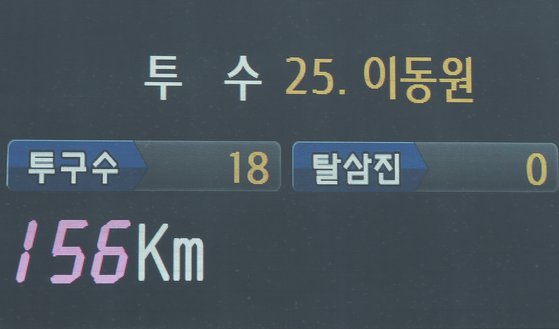 투 수 25. 이동원
투구수 18 탈삼진 0
156Km